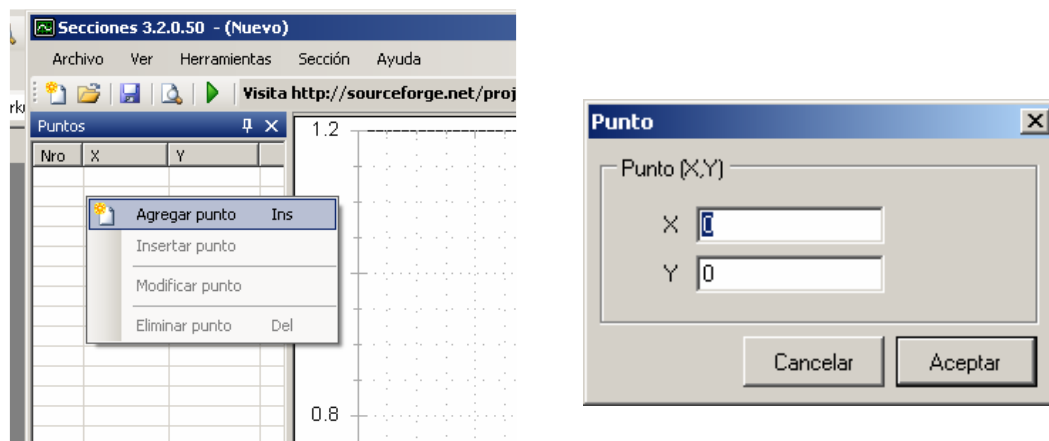 Secciones 3.2.0.50 - (Nuevo)
Archivo Ver Herramientas Sección Ayuda
Visita http://sourceforge.net/proj
Puntos
Nro X Y
Agregar punto Ins
Insertar punto
Modificar punto
Eliminar punto Del
1.2
0.8
Punto
Punto (X,Y)
X 0
Y 0
Cancelar Aceptar